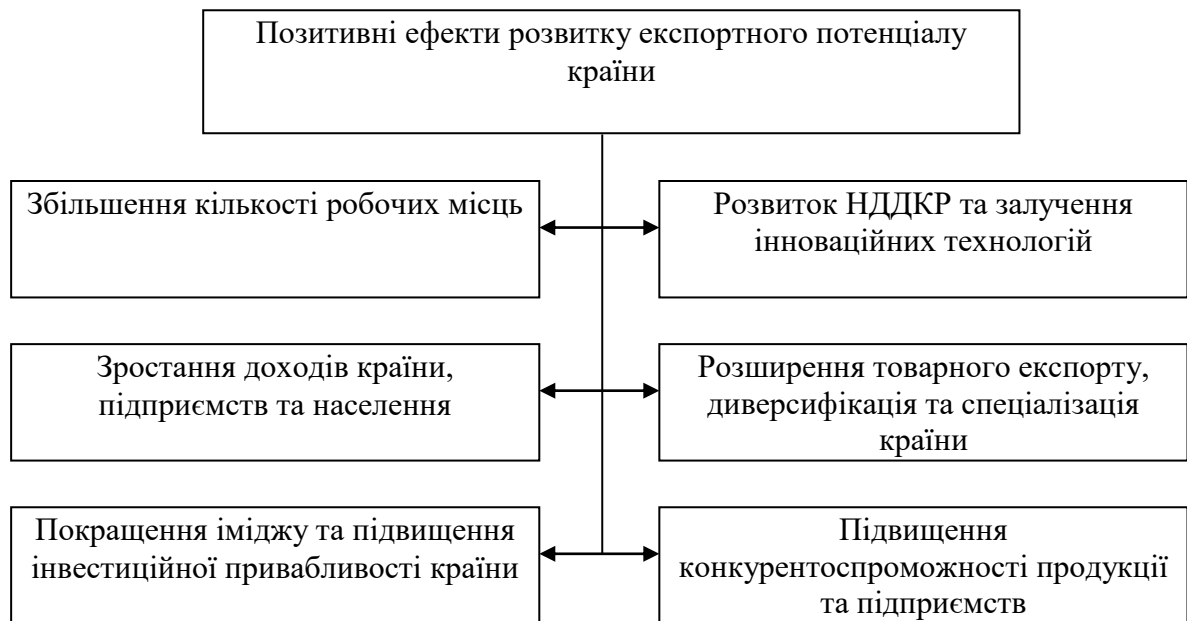 Позитивні ефекти розвитку експортного потенціалу
країни
Збільшення кількості робочих місць
Розвиток НДДКР та залучення
інноваційних технологій
Зростання доходів країни,
підприємств та населення
Розширення товарного експорту,
диверсифікація та спеціалізація
країни
Покращення іміджу та підвищення
інвестиційної привабливості країни
Підвищення
конкурентоспроможності продукції
та підприємств